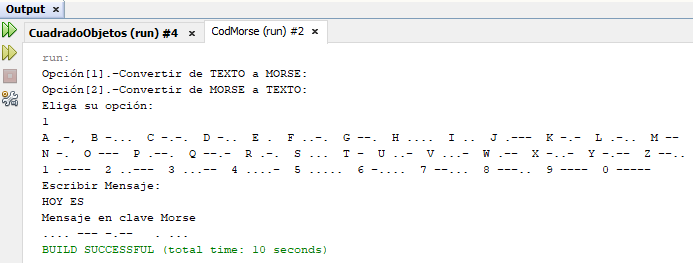 Output ×
CuadradoObjetos (run) #4 × CodMorse (run) #2 ×
run:
Opción[1].-Convertir de TEXTO a MORSE:
Opción[2].-Convertir de MORSE a TEXTO:
Eliga su opción:
1
A .-, B -... C -.-. D -.. E . F ..-. G --. H .... I .. J .--- K -.- L .-.. M --
N -. O --- P .--. Q --.- R .-. S ... T - U ..- V ...- W .-- X -..- Y -.-- Z --..
1 .---- 2 ..--- 3 ...-- 4 ....- 5 ..... 6 -.... 7 --... 8 ---.. 9 ----  0 -----
Escribir Mensaje:
HOY ES
Mensaje en clave Morse
.... --- -.--   . ...
BUILD SUCCESSFUL (total time: 10 seconds)